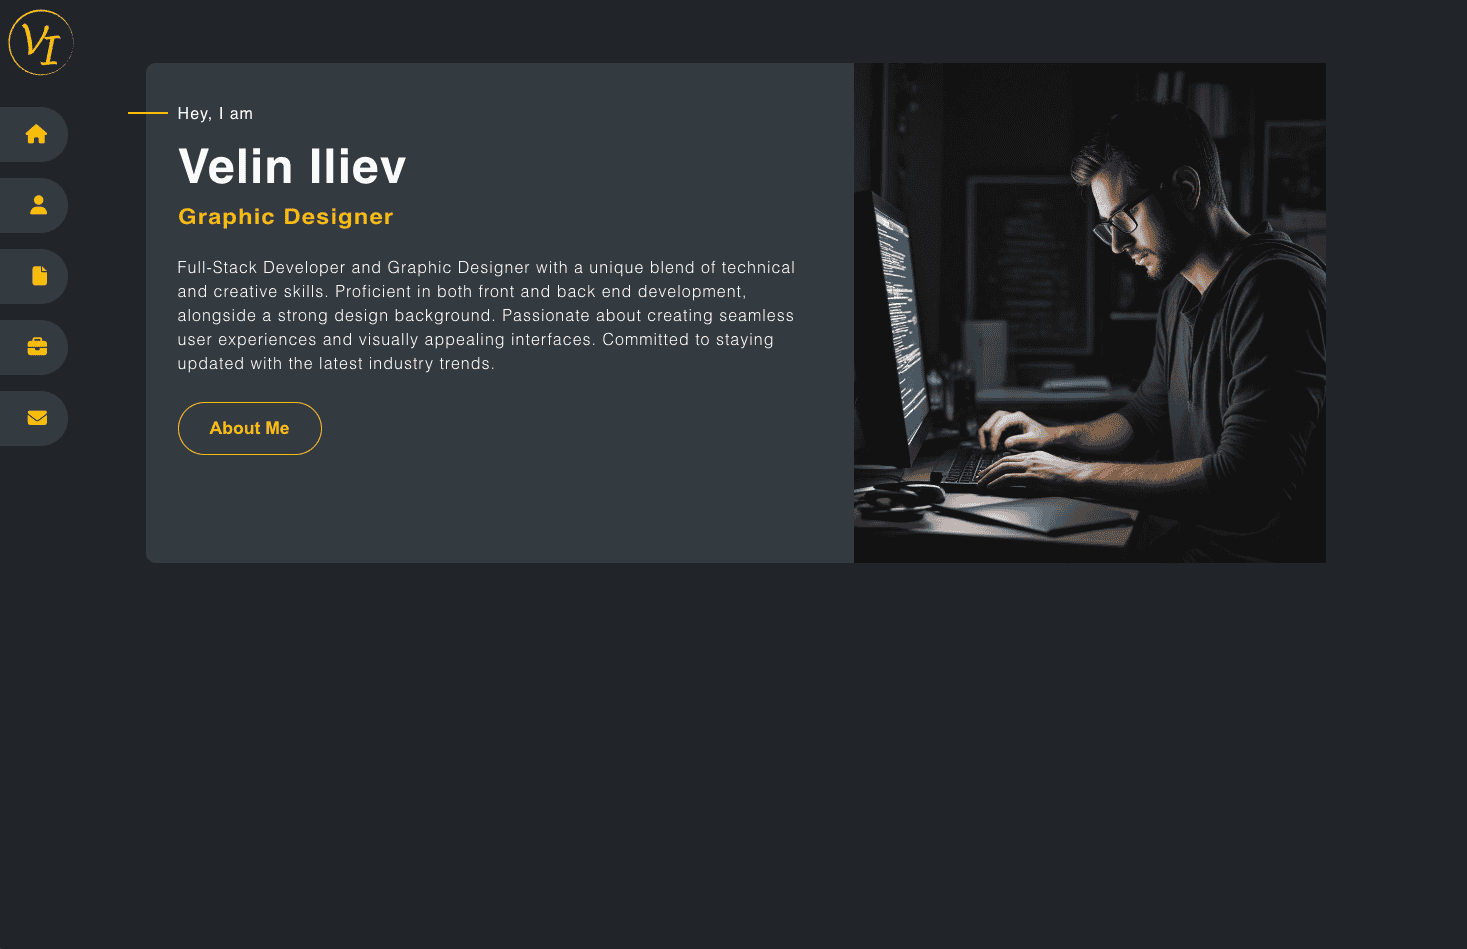 VI
Hey, I am
Velin Iliev
Graphic Designer
Full-Stack Developer and Graphic Designer with a unique blend of technical
and creative skills. Proficient in both front and back end development,
alongside a strong design background. Passionate about creating seamless
user experiences and visually appealing interfaces. Committed to staying
updated with the latest industry trends.
About Me